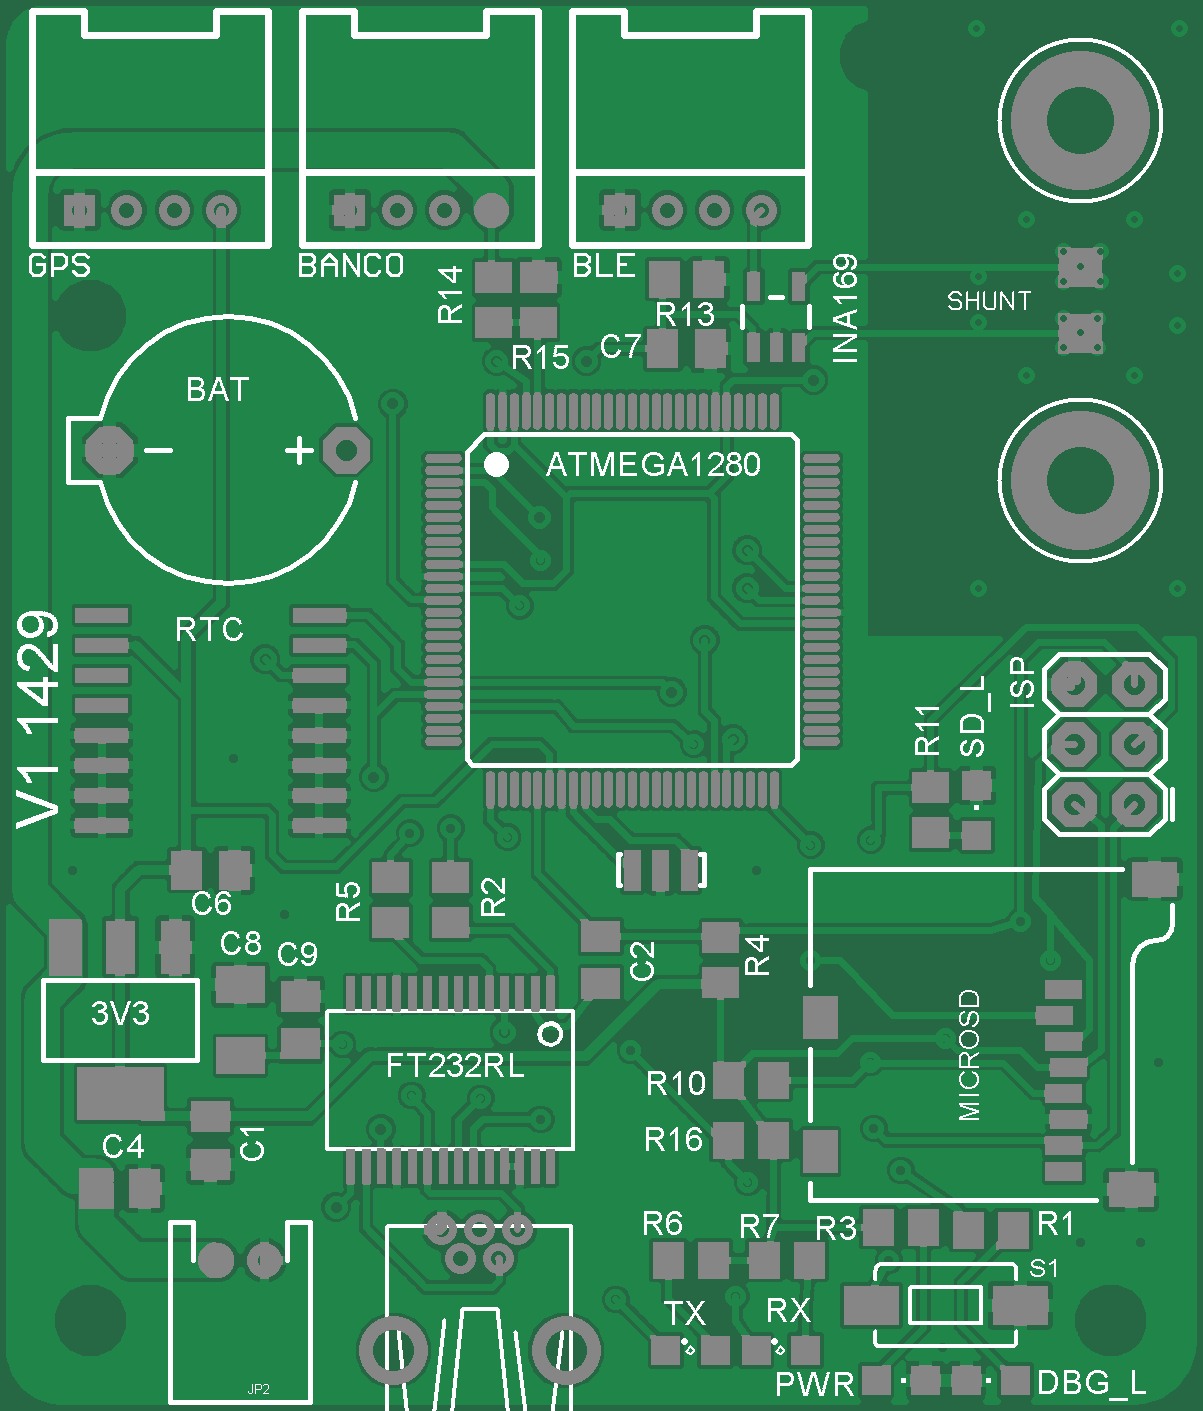 GPS
BANCO
BLE
R14
R15
R13
C7
INA169
SHUNT
BAT
− +
ATMEGA1280
V1 1429
RTC
ISP
SD_L
R11
C6
R5
R2
C8
C9
C2
R4
3V3
FT232RL
MICROSD
R10
C4
C1
R16
R6
R7
R3
R1
S1
TX
RX
JP2
PWR
DBG_L